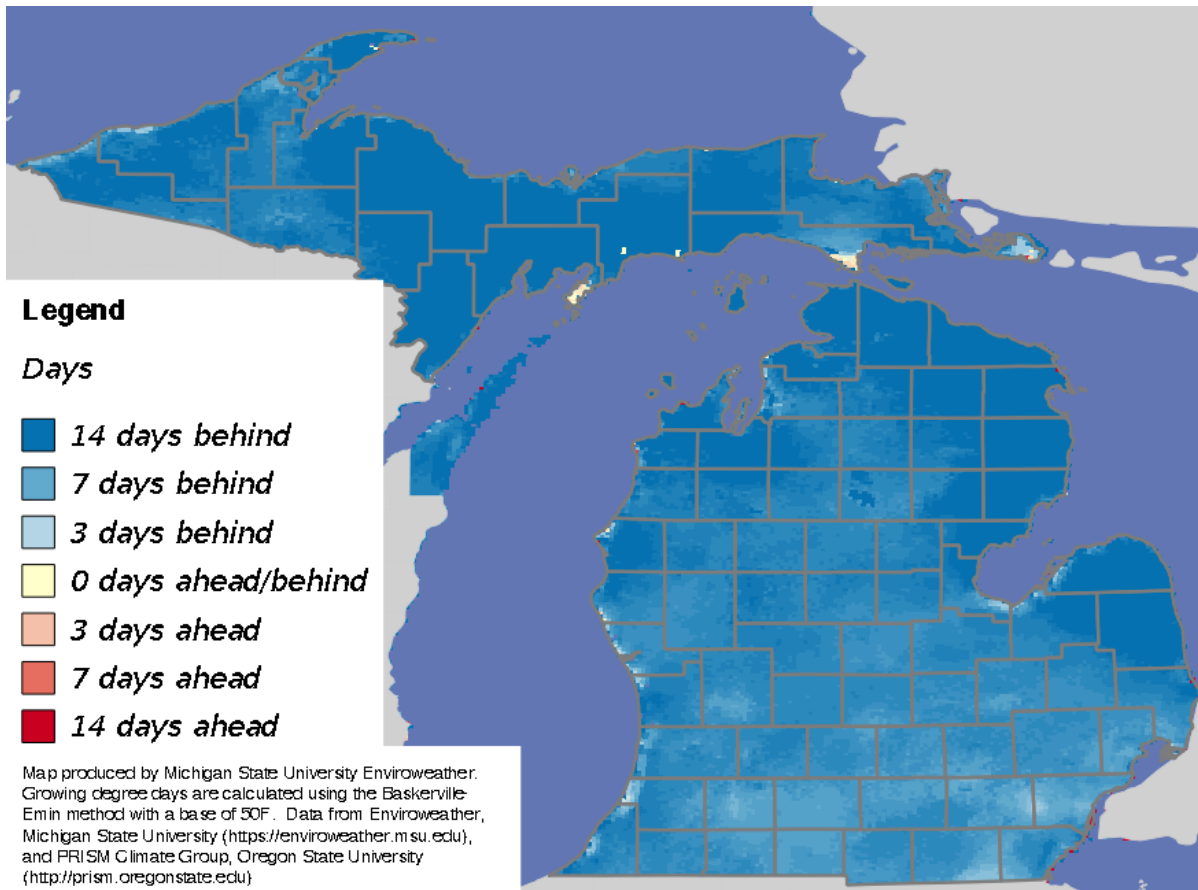 Legend
Days
14 days behind
7 days behind
3 days behind
0 days ahead/behind
3 days ahead
7 days ahead
14 days ahead
Map produced by Michigan State University Enviroweather.
Growing degree days are calculated using the Baskerville-
Emin method with a base of 50F. Data from Enviroweather,
Michigan State University (https://enviroweather.msu.edu),
and PRISM Climate Group, Oregon State University
(http://prism.oregonstate.edu)